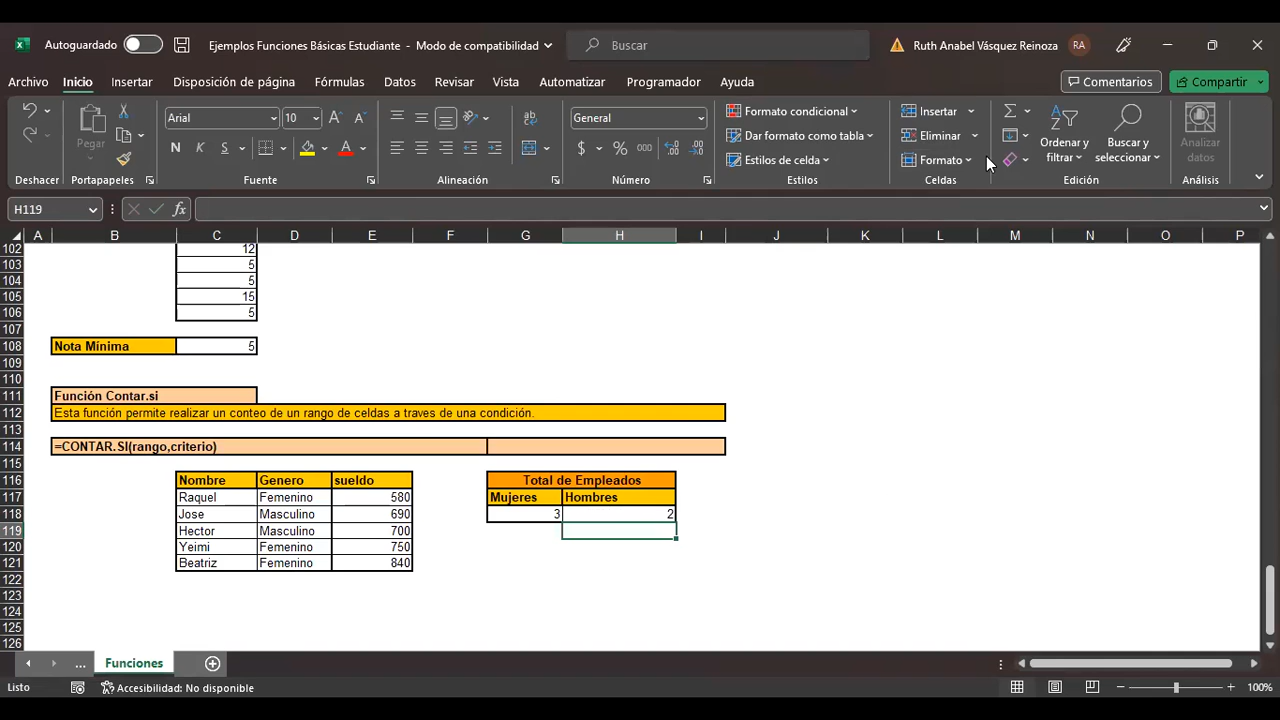 Autoguardado Ejemplos Funciones Básicas Estudiante - Modo de compatibilidad Buscar Ruth Anabel Vásquez Reinoza RA
Archivo Inicio Insertar Disposición de página Fórmulas Datos Revisar Vista Automatizar Programador Ayuda Comentarios Compartir
Pegar
Arial 10
N K S
ab
General
$ % 000
Formato condicional
Dar formato como tabla
Estilos de celda
Insertar
Eliminar
Formato
Ordenar y filtrar
Buscar y seleccionar
Analizar datos
Deshacer Portapapeles Fuente Alineación Número Estilos Celdas Edición Análisis
H119 fx
A B C D E F G H I J K L M N O P
102 12
103 5
104 5
105 15
106 5
107
108 Nota Mínima 5
109
110
111 Función Contar.si
112 Esta función permite realizar un conteo de un rango de celdas a traves de una condición.
113
114 =CONTAR.SI(rango,criterio)
115
116 Nombre Genero sueldo Total de Empleados
117 Raquel Femenino 580 Mujeres Hombres
118 Jose Masculino 690 3 2
119 Hector Masculino 700
120 Yeimi Femenino 750
121 Beatriz Femenino 840
122
123
124
125
126
... Funciones
Listo Accesibilidad: No disponible 100%